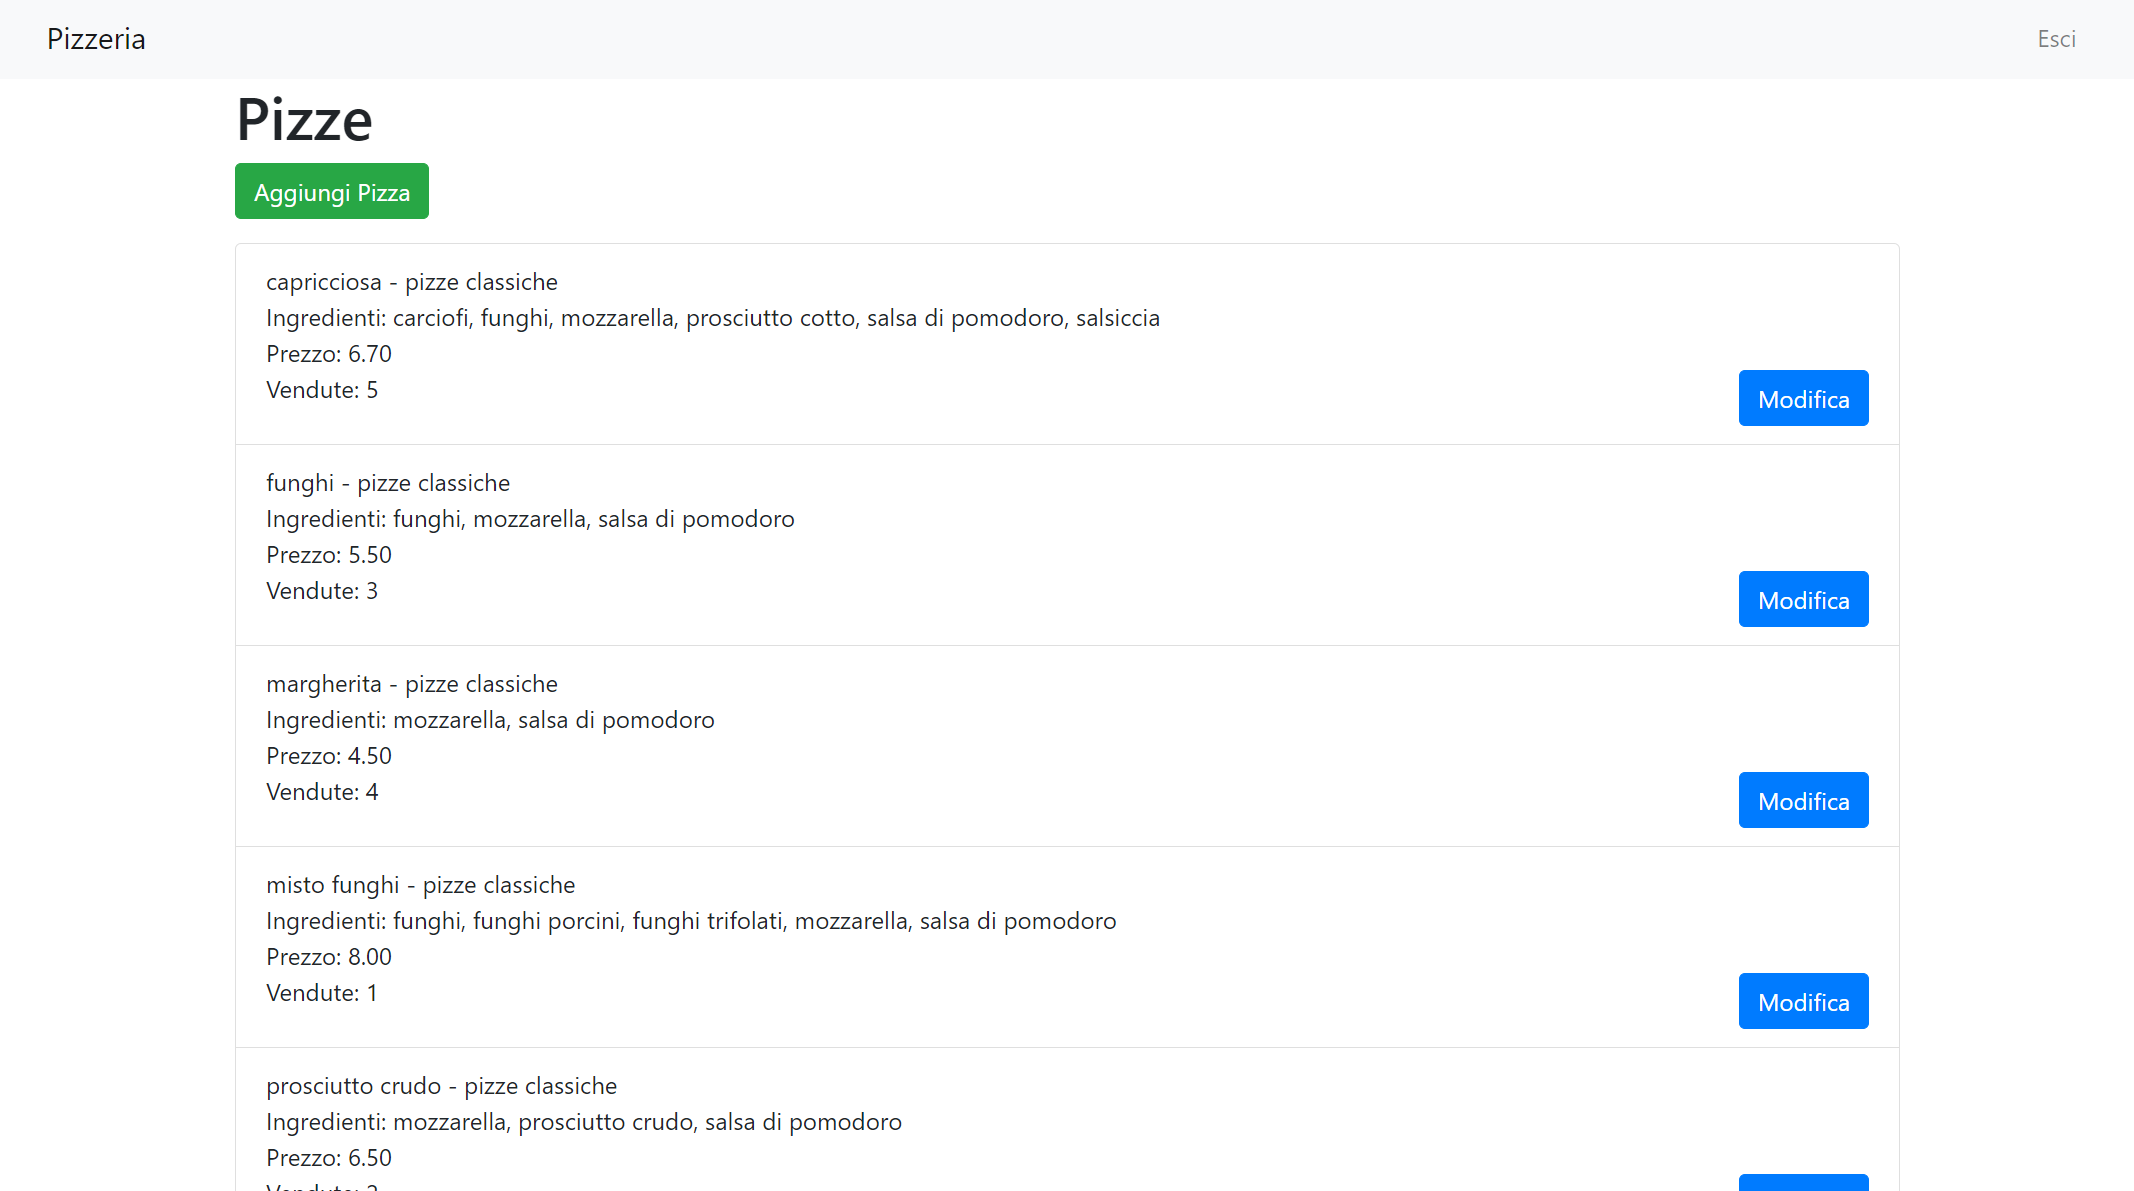 Pizzeria
Esci
Pizze
Aggiungi Pizza
capricciosa - pizze classiche
Ingredienti: carciofi, funghi, mozzarella, prosciutto cotto, salsa di pomodoro, salsiccia
Prezzo: 6.70
Vendute: 5
Modifica
funghi - pizze classiche
Ingredienti: funghi, mozzarella, salsa di pomodoro
Prezzo: 5.50
Vendute: 3
Modifica
margherita - pizze classiche
Ingredienti: mozzarella, salsa di pomodoro
Prezzo: 4.50
Vendute: 4
Modifica
misto funghi - pizze classiche
Ingredienti: funghi, funghi porcini, funghi trifolati, mozzarella, salsa di pomodoro
Prezzo: 8.00
Vendute: 1
Modifica
prosciutto crudo - pizze classiche
Ingredienti: mozzarella, prosciutto crudo, salsa di pomodoro
Prezzo: 6.50
Vendute: